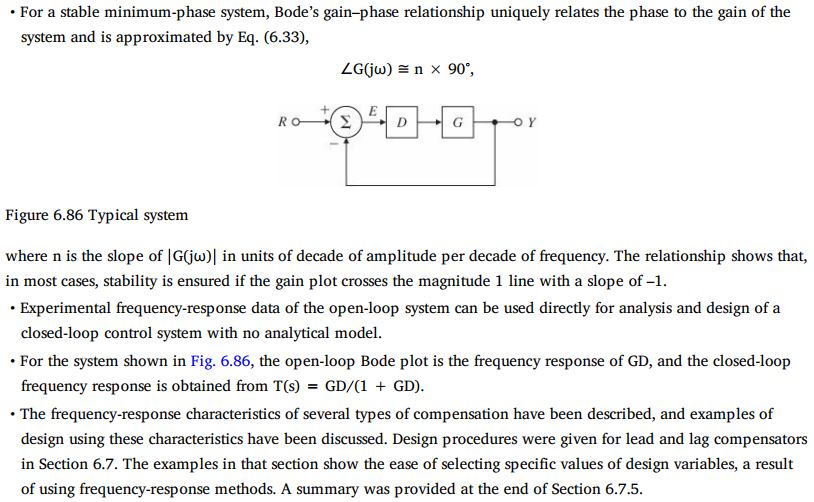 • For a stable minimum-phase system, Bode’s gain–phase relationship uniquely relates the phase to the gain of the
system and is approximated by Eq. (6.33),
∠G(jω) ≅ n × 90°,
R + Σ E D G Y
−
Figure 6.86 Typical system
where n is the slope of |G(jω)| in units of decade of amplitude per decade of frequency. The relationship shows that,
in most cases, stability is ensured if the gain plot crosses the magnitude 1 line with a slope of –1.
• Experimental frequency-response data of the open-loop system can be used directly for analysis and design of a
closed-loop control system with no analytical model.
• For the system shown in Fig. 6.86, the open-loop Bode plot is the frequency response of GD, and the closed-loop
frequency response is obtained from T(s) = GD/(1 + GD).
• The frequency-response characteristics of several types of compensation have been described, and examples of
design using these characteristics have been discussed. Design procedures were given for lead and lag compensators
in Section 6.7. The examples in that section show the ease of selecting specific values of design variables, a result
of using frequency-response methods. A summary was provided at the end of Section 6.7.5.